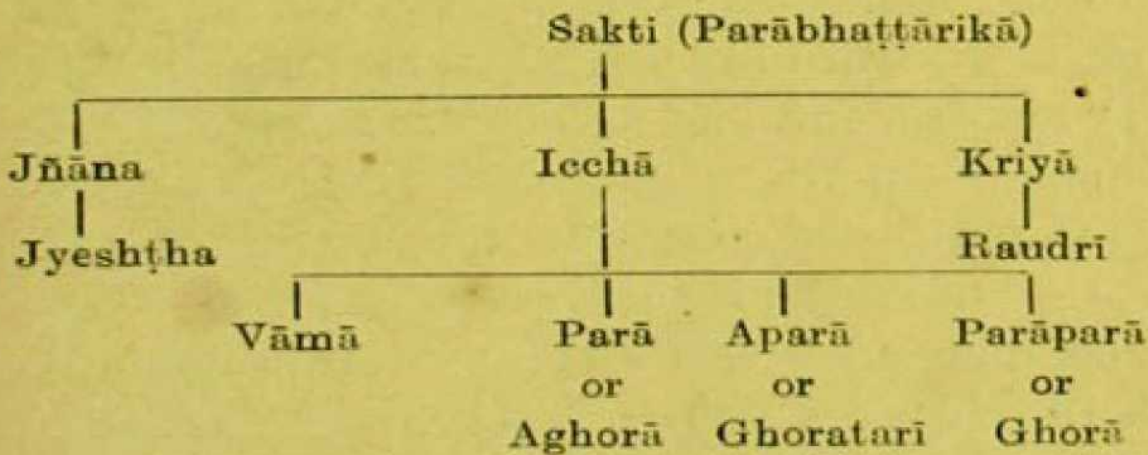 Sakti (Parābhaṭṭārikā)
Jñāna Icchā Kriyā
Jyeshṭha Raudrī
Vāmā Parā Aparā Parāparā
or or or
Aghorā Ghoratarī Ghorā